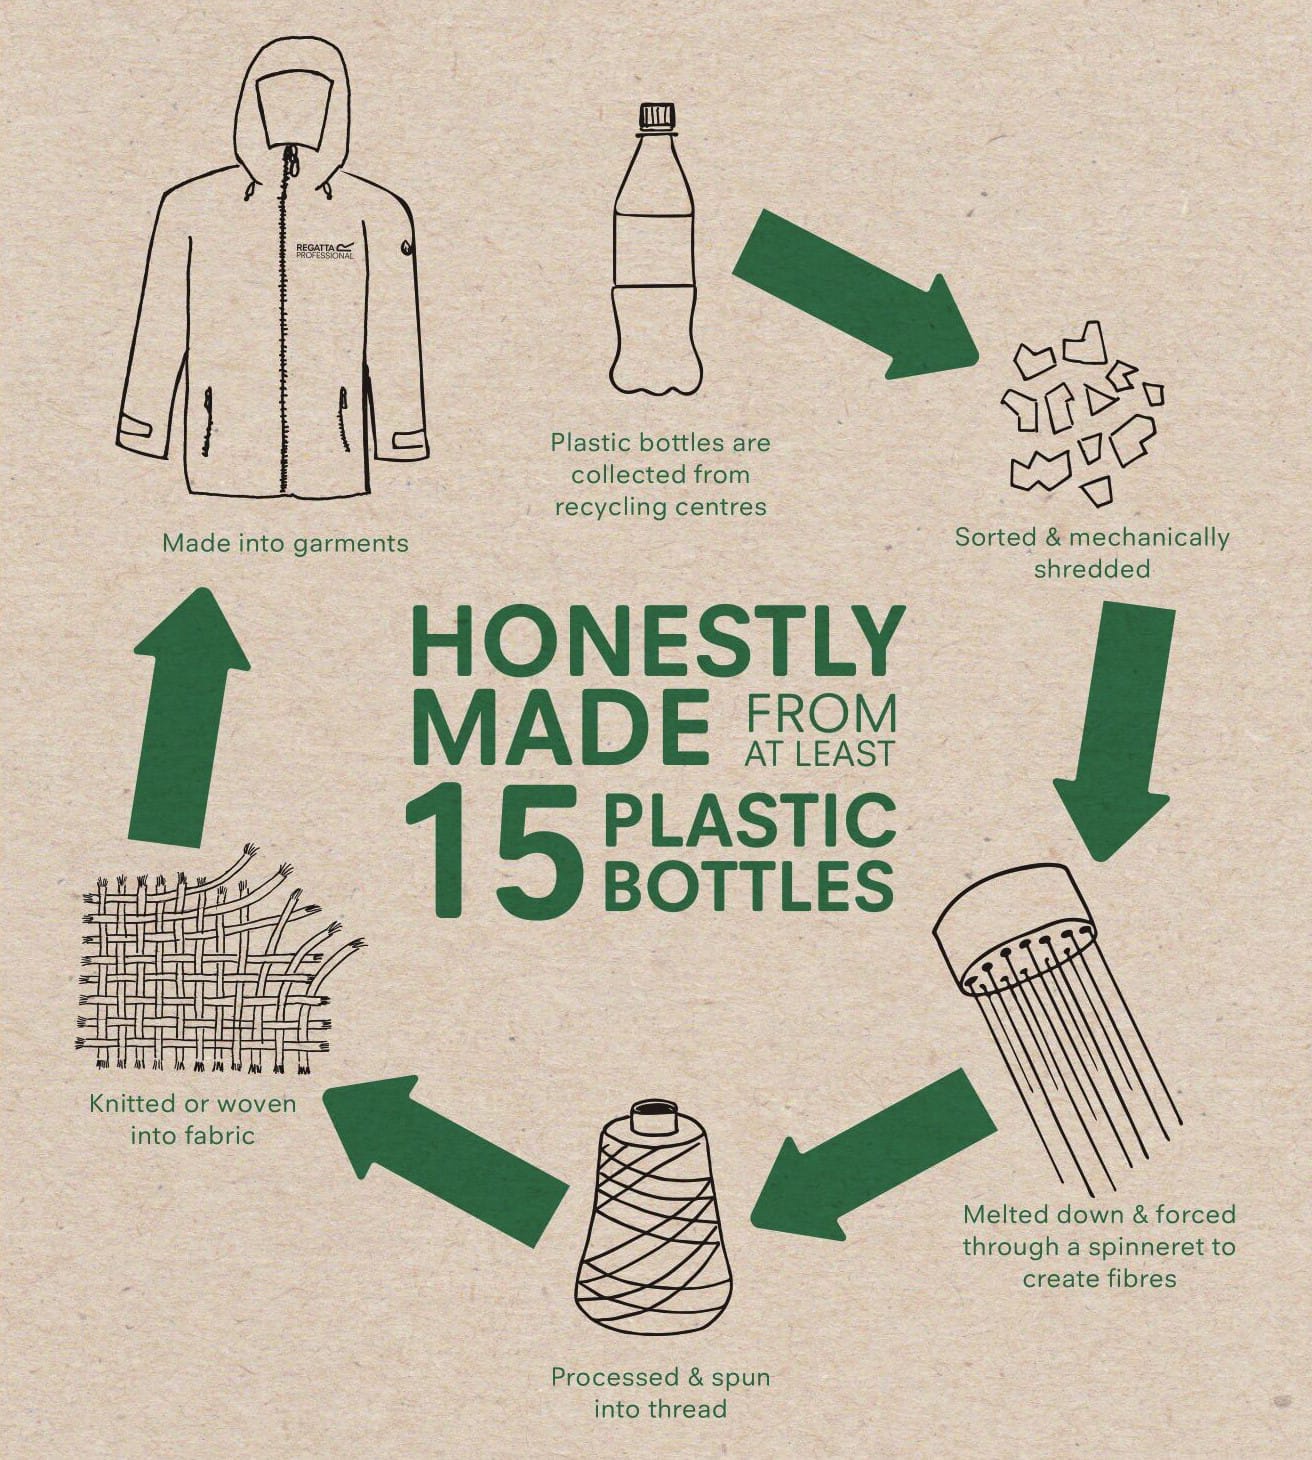 REGATTA
PROFESSIONAL
Plastic bottles are
collected from
recycling centres
Sorted & mechanically
shredded
Melted down & forced
through a spinneret to
create fibres
Processed & spun
into thread
Knitted or woven
into fabric
Made into garments
HONESTLY
MADE FROM
AT LEAST
15 PLASTIC
BOTTLES